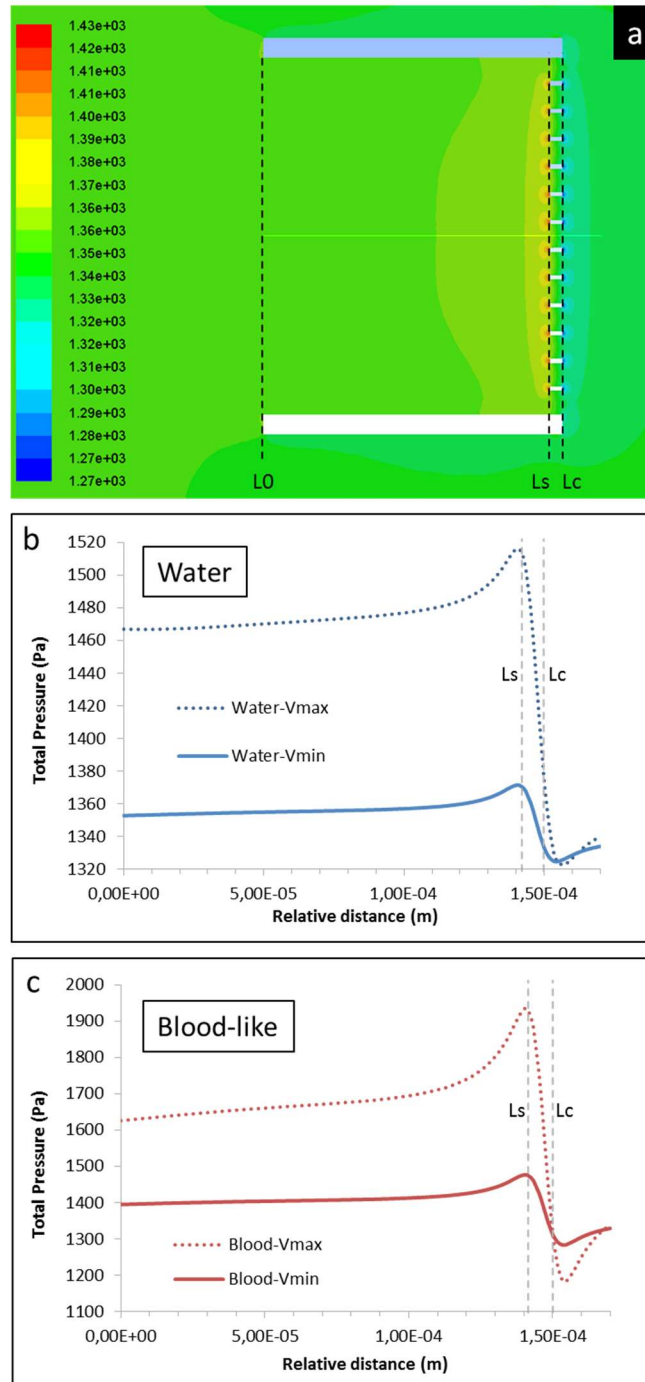 a
1.43e+03
1.42e+03
1.41e+03
1.40e+03
1.40e+03
1.39e+03
1.38e+03
1.37e+03
1.36e+03
1.35e+03
1.34e+03
1.33e+03
1.32e+03
1.32e+03
1.31e+03
1.30e+03
1.29e+03
1.28e+03
1.27e+03
1.27e+03
L0
Ls
Lc
b
Water
Total Pressure (Pa)
1520
1500
1480
1460
1440
1420
1400
1380
1360
1340
1320
Ls
Lc
Water-Vmax
Water-Vmin
0,00E+00
5,00E-05
1,00E-04
1,50E-04
Relative distance (m)
c
Blood-like
Total Pressure (Pa)
2000
1900
1800
1700
1600
1500
1400
1300
1200
1100
Ls
Lc
Blood-Vmax
Blood-Vmin
0,00E+00
5,00E-05
1,00E-04
1,50E-04
Relative distance (m)